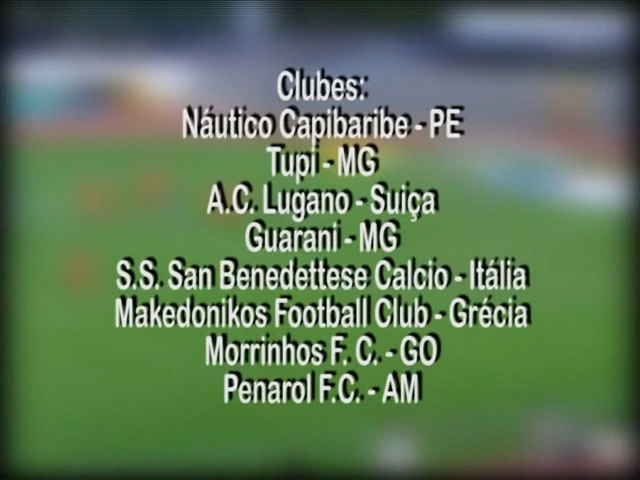 Clubes:
Náutico Capibaribe - PE
Tupi - MG
A.C. Lugano - Suiça
Guarani - MG
S.S. San Benedettese Calcio - Itália
Makedonikos Football Club - Grécia
Morrinhos F. C. - GO
Penarol F.C. - AM